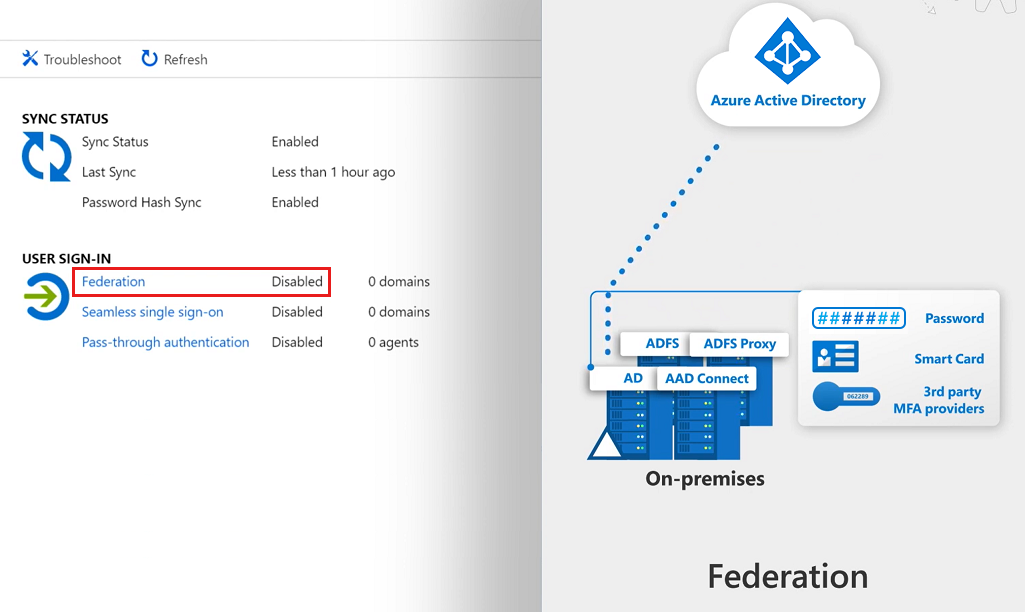 Troubleshoot Refresh
SYNC STATUS
Sync Status Enabled
Last Sync Less than 1 hour ago
Password Hash Sync Enabled
USER SIGN-IN
Federation Disabled 0 domains
Seamless single sign-on Disabled 0 domains
Pass-through authentication Disabled 0 agents
Azure Active Directory
ADFS ADFS Proxy
AD AAD Connect
On-premises
####### Password
Smart Card
062289
3rd party
MFA providers
Federation